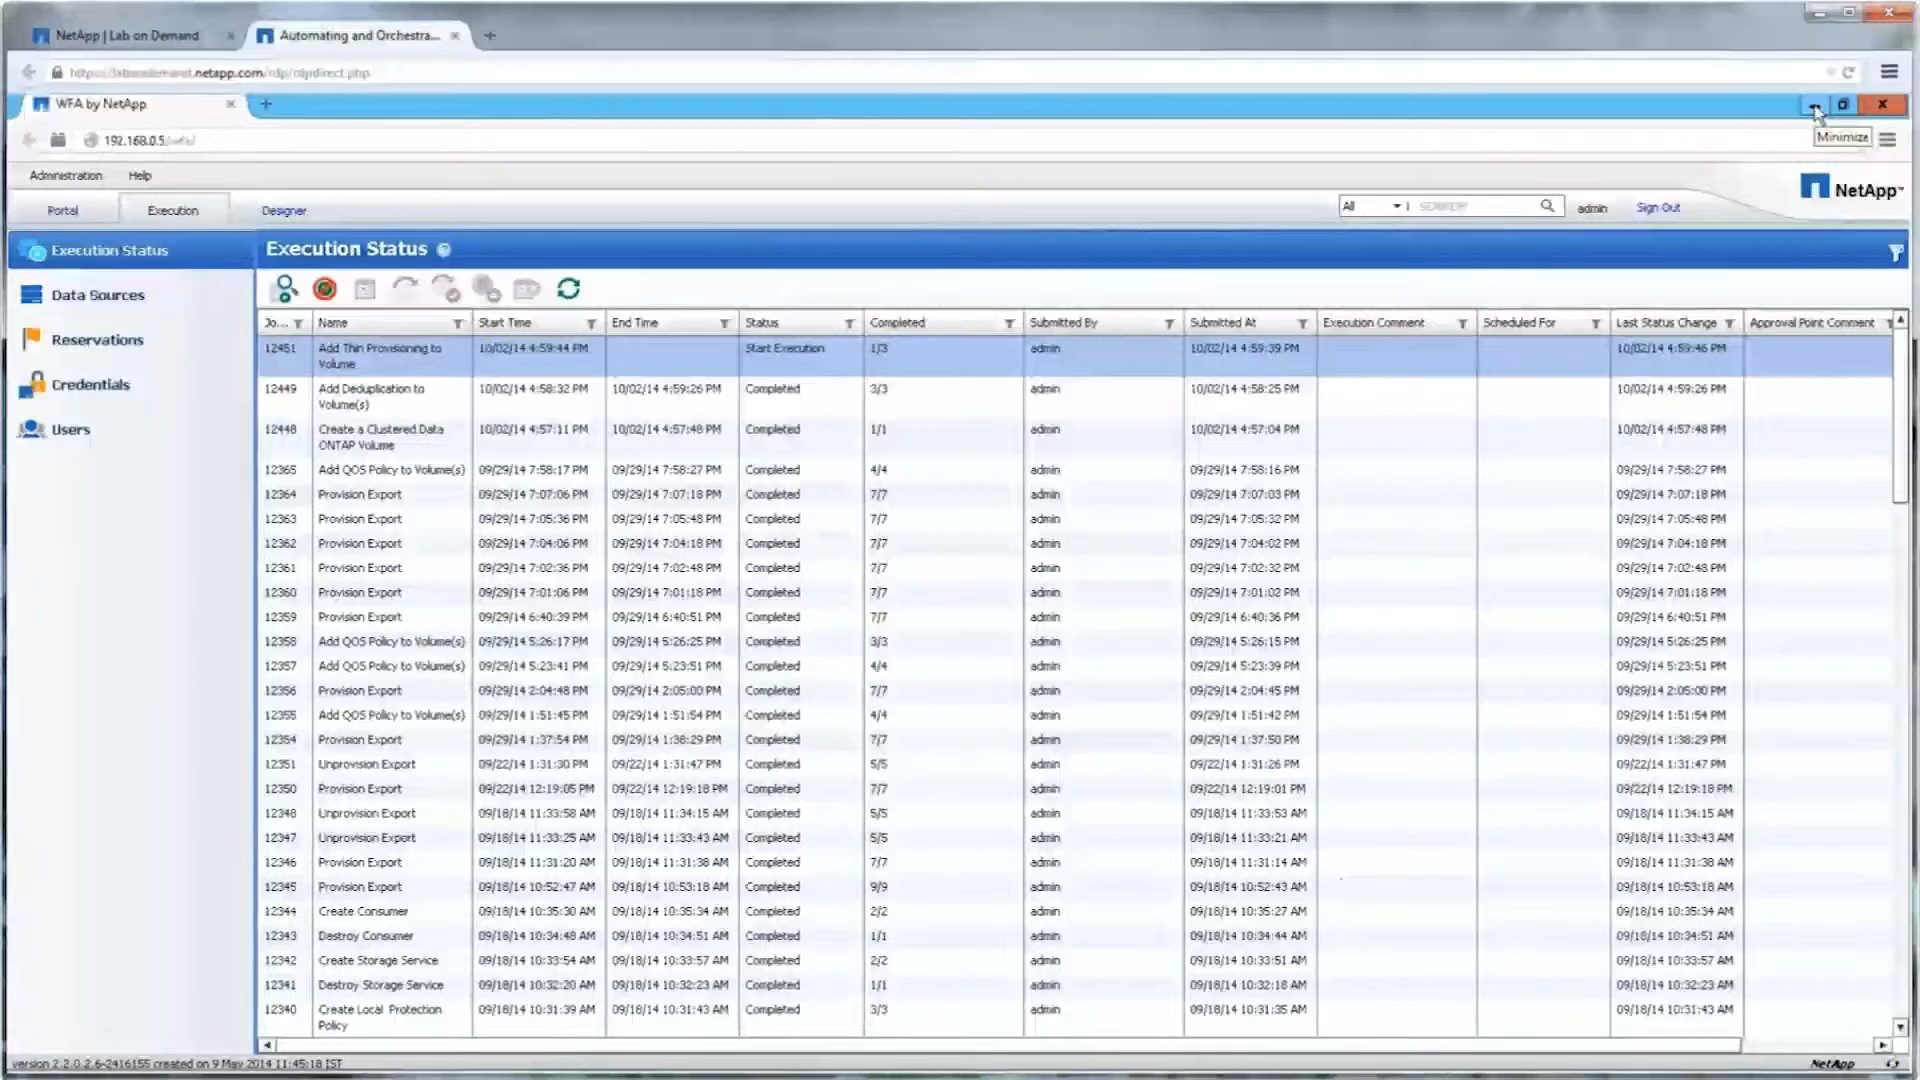 NetApp | Lab on Demand
Automating and Orchestra...
netapp.com/rdp/rdpdirect.php
WFA by NetApp
192.168.0.5/wfa/
Minimize
Administration Help
NetApp
Portal Execution Designer
All admin Sign Out
Execution Status
Data Sources
Reservations
Credentials
Users
Execution Status
Jo... Name Start Time End Time Status Completed Submitted By Submitted At Execution Comment Scheduled For Last Status Change Approval Point Comment
12451 Add Thin Provisioning to Volume 10/02/14 4:59:44 PM Start Execution 1/3 admin 10/02/14 4:59:39 PM 10/02/14 4:59:46 PM
12449 Add Deduplication to Volume(s) 10/02/14 4:58:32 PM 10/02/14 4:59:26 PM Completed 3/3 admin 10/02/14 4:58:25 PM 10/02/14 4:59:26 PM
12448 Create a Clustered Data ONTAP Volume 10/02/14 4:57:11 PM 10/02/14 4:57:48 PM Completed 1/1 admin 10/02/14 4:57:04 PM 10/02/14 4:57:48 PM
12365 Add QOS Policy to Volume(s) 09/29/14 7:58:17 PM 09/29/14 7:58:27 PM Completed 4/4 admin 09/29/14 7:58:16 PM 09/29/14 7:58:27 PM
12364 Provision Export 09/29/14 7:07:06 PM 09/29/14 7:07:18 PM Completed 7/7 admin 09/29/14 7:07:03 PM 09/29/14 7:07:18 PM
12363 Provision Export 09/29/14 7:05:36 PM 09/29/14 7:05:48 PM Completed 7/7 admin 09/29/14 7:05:32 PM 09/29/14 7:05:48 PM
12362 Provision Export 09/29/14 7:04:06 PM 09/29/14 7:04:18 PM Completed 7/7 admin 09/29/14 7:04:02 PM 09/29/14 7:04:18 PM
12361 Provision Export 09/29/14 7:02:36 PM 09/29/14 7:02:48 PM Completed 7/7 admin 09/29/14 7:02:32 PM 09/29/14 7:02:48 PM
12360 Provision Export 09/29/14 7:01:06 PM 09/29/14 7:01:18 PM Completed 7/7 admin 09/29/14 7:01:02 PM 09/29/14 7:01:18 PM
12359 Provision Export 09/29/14 6:40:39 PM 09/29/14 6:40:51 PM Completed 7/7 admin 09/29/14 6:40:36 PM 09/29/14 6:40:51 PM
12358 Add QOS Policy to Volume(s) 09/29/14 5:26:17 PM 09/29/14 5:26:25 PM Completed 3/3 admin 09/29/14 5:26:15 PM 09/29/14 5:26:25 PM
12357 Add QOS Policy to Volume(s) 09/29/14 5:23:41 PM 09/29/14 5:23:51 PM Completed 4/4 admin 09/29/14 5:23:39 PM 09/29/14 5:23:51 PM
12356 Provision Export 09/29/14 2:04:48 PM 09/29/14 2:05:00 PM Completed 7/7 admin 09/29/14 2:04:45 PM 09/29/14 2:05:00 PM
12355 Add QOS Policy to Volume(s) 09/29/14 1:51:45 PM 09/29/14 1:51:54 PM Completed 4/4 admin 09/29/14 1:51:42 PM 09/29/14 1:51:54 PM
12354 Provision Export 09/29/14 1:37:54 PM 09/29/14 1:38:29 PM Completed 7/7 admin 09/29/14 1:37:50 PM 09/29/14 1:38:29 PM
12351 Unprovision Export 09/22/14 1:31:30 PM 09/22/14 1:31:47 PM Completed 5/5 admin 09/22/14 1:31:26 PM 09/22/14 1:31:47 PM
12350 Provision Export 09/22/14 12:19:05 PM 09/22/14 12:19:18 PM Completed 7/7 admin 09/22/14 12:19:01 PM 09/22/14 12:19:18 PM
12348 Unprovision Export 09/18/14 11:33:58 AM 09/18/14 11:34:15 AM Completed 5/5 admin 09/18/14 11:33:53 AM 09/18/14 11:34:15 AM
12347 Unprovision Export 09/18/14 11:33:25 AM 09/18/14 11:33:43 AM Completed 5/5 admin 09/18/14 11:33:21 AM 09/18/14 11:33:43 AM
12346 Provision Export 09/18/14 11:31:20 AM 09/18/14 11:31:38 AM Completed 7/7 admin 09/18/14 11:31:14 AM 09/18/14 11:31:38 AM
12345 Provision Export 09/18/14 10:52:47 AM 09/18/14 10:53:18 AM Completed 9/9 admin 09/18/14 10:52:43 AM 09/18/14 10:53:18 AM
12344 Create Consumer 09/18/14 10:35:30 AM 09/18/14 10:35:34 AM Completed 2/2 admin 09/18/14 10:35:27 AM 09/18/14 10:35:34 AM
12343 Destroy Consumer 09/18/14 10:34:48 AM 09/18/14 10:34:51 AM Completed 1/1 admin 09/18/14 10:34:44 AM 09/18/14 10:34:51 AM
12342 Create Storage Service 09/18/14 10:33:54 AM 09/18/14 10:33:57 AM Completed 2/2 admin 09/18/14 10:33:51 AM 09/18/14 10:33:57 AM
12341 Destroy Storage Service 09/18/14 10:32:20 AM 09/18/14 10:32:23 AM Completed 1/1 admin 09/18/14 10:32:18 AM 09/18/14 10:32:23 AM
12340 Create Local Protection Policy 09/18/14 10:31:39 AM 09/18/14 10:31:43 AM Completed 3/3 admin 09/18/14 10:31:35 AM 09/18/14 10:31:43 AM
version 2.2.0.2.6-2416155 created on 9 May 2014 11:45:18 IST
NetApp